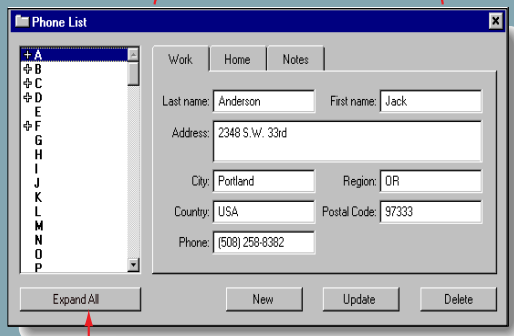 Phone List
+ A
+ B
+ C
+ D
E
+ F
G
H
I
J
K
L
M
N
O
P
Work Home Notes
Last name: Anderson First name: Jack
Address: 2348 S.W. 33rd
City: Portland Region: OR
Country: USA Postal Code: 97333
Phone: (508) 258-8382
Expand All New Update Delete